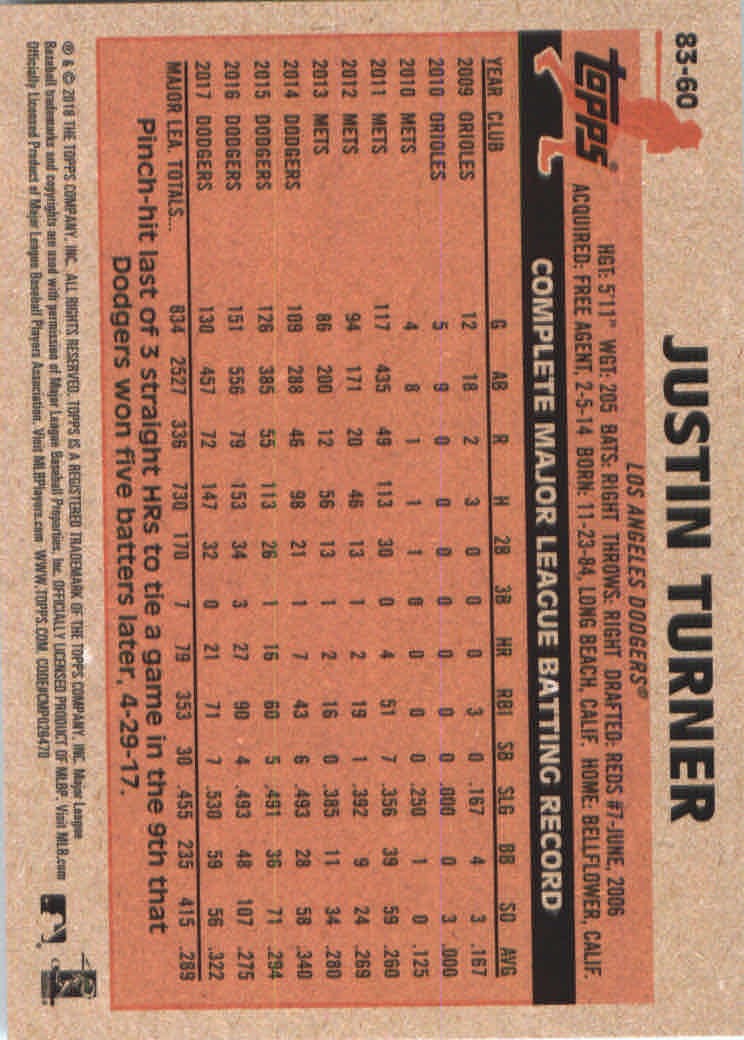 83-60
JUSTIN TURNER
LOS ANGELES DODGERS®
TOPPS®
HGT: 5'11" WGT: 205 BATS: RIGHT THROWS: RIGHT DRAFTED: REDS #7-JUNE, 2006
ACQUIRED: FREE AGENT, 2-5-14 BORN: 11-23-84, LONG BEACH, CALIF. HOME: BELLFLOWER, CALIF.
COMPLETE MAJOR LEAGUE BATTING RECORD
YEAR CLUB G AB R H 2B 3B HR RBI SB SLG BB SO AVG
2009 ORIOLES 12 18 2 3 0 0 0 3 0 .167 4 3 .167
2010 ORIOLES 5 9 0 0 0 0 0 0 0 .000 0 3 .000
2010 METS 4 8 1 1 1 0 0 0 0 .250 1 0 .125
2011 METS 117 435 49 113 30 0 4 51 7 .356 39 59 .260
2012 METS 94 171 20 46 13 1 2 19 1 .392 9 24 .269
2013 METS 86 200 12 56 13 1 2 16 0 .385 11 34 .280
2014 DODGERS 109 288 46 98 21 1 7 43 6 .493 28 58 .340
2015 DODGERS 126 385 55 113 26 1 16 60 5 .491 36 71 .294
2016 DODGERS 151 556 79 153 34 3 27 90 4 .493 48 107 .275
2017 DODGERS 130 457 72 147 32 0 21 71 7 .530 59 56 .322
MAJOR LEA. TOTALS... 834 2527 336 730 170 7 79 353 30 .455 235 415 .289
Pinch-hit last of 3 straight HRs to tie a game in the 9th that
Dodgers won five batters later, 4-29-17.
® & © 2018 THE TOPPS COMPANY, INC. ALL RIGHTS RESERVED. TOPPS IS A REGISTERED TRADEMARK OF THE TOPPS COMPANY, INC. Major League
Baseball trademarks and copyrights are used with permission of Major League Baseball Properties, Inc. OFFICIALLY LICENSED PRODUCT OF MLBP Visit MLB.com
Officially Licensed Product of Major League Baseball Players Association. Visit MLBPlayers.com WWW.TOPPS.COM CODE#CMP026470